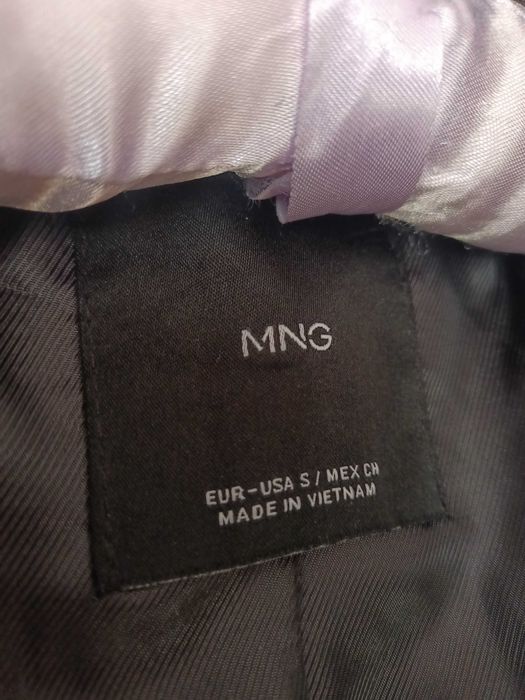 MNG
EUR-USA S / MEX CH
MADE IN VIETNAM